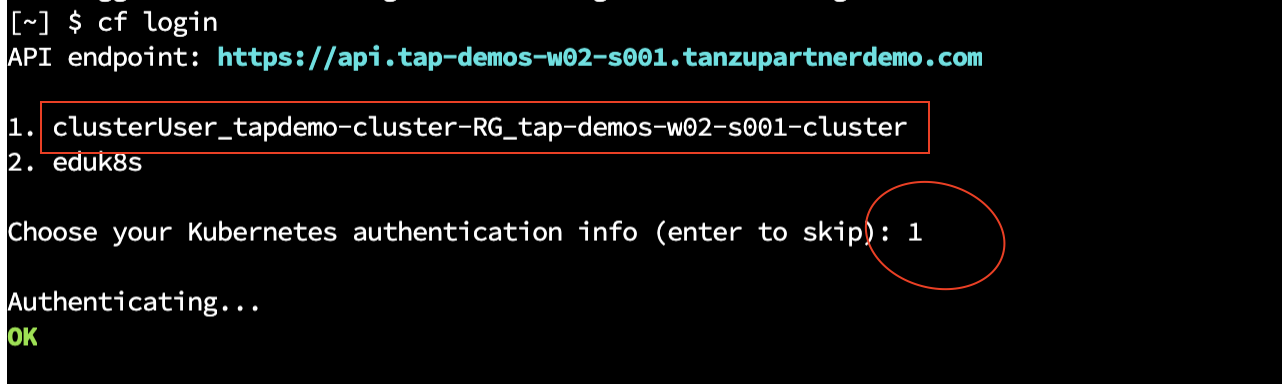 [~] $ cf login
API endpoint: https://api.tap-demos-w02-s001.tanzupartnerdemo.com
1. clusterUser_tapdemo-cluster-RG_tap-demos-w02-s001-cluster
2. eduk8s
Choose your Kubernetes authentication info (enter to skip): 1
Authenticating...
OK